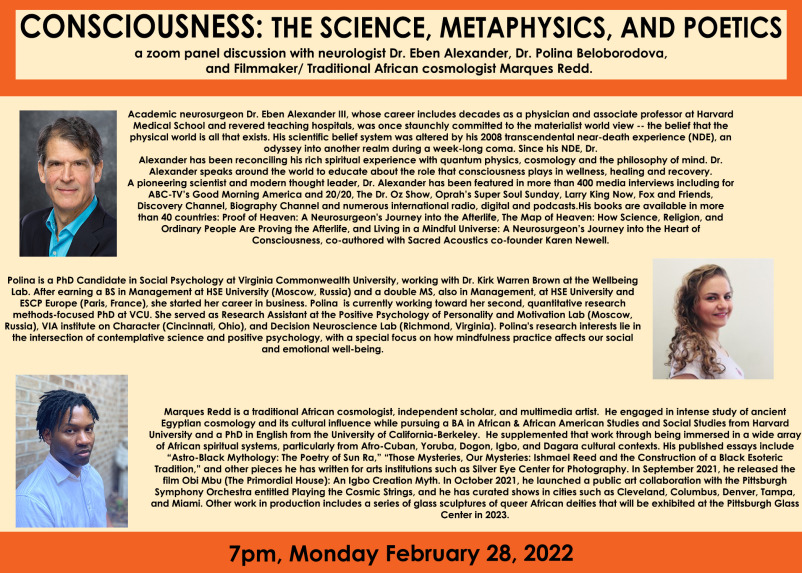 CONSCIOUSNESS: THE SCIENCE, METAPHYSICS, AND POETICS
a zoom panel discussion with neurologist Dr. Eben Alexander, Dr. Polina Beloborodova,
and Filmmaker/ Traditional African cosmologist Marques Redd.
Academic neurosurgeon Dr. Eben Alexander III, whose career includes decades as a physician and associate professor at Harvard
Medical School and revered teaching hospitals, was once staunchly committed to the materialist world view -- the belief that the
physical world is all that exists. His scientific belief system was altered by his 2008 transcendental near-death experience (NDE), an
odyssey into another realm during a week-long coma. Since his NDE, Dr.
Alexander has been reconciling his rich spiritual experience with quantum physics, cosmology and the philosophy of mind. Dr.
Alexander speaks around the world to educate about the role that consciousness plays in wellness, healing and recovery.
A pioneering scientist and modern thought leader, Dr. Alexander has been featured in more than 400 media interviews including for
ABC-TV's Good Morning America and 20/20, The Dr. Oz Show, Oprah's Super Soul Sunday, Larry King Now, Fox and Friends,
Discovery Channel, Biography Channel and numerous international radio, digital and podcasts.His books are available in more
than 40 countries: Proof of Heaven: A Neurosurgeon's Journey into the Afterlife, The Map of Heaven: How Science, Religion, and
Ordinary People Are Proving the Afterlife, and Living in a Mindful Universe: A Neurosurgeon's Journey into the Heart of
Consciousness, co-authored with Sacred Acoustics co-founder Karen Newell.
Polina is a PhD Candidate in Social Psychology at Virginia Commonwealth University, working with Dr. Kirk Warren Brown at the Wellbeing
Lab. After earning a BS in Management at HSE University (Moscow, Russia) and a double MS, also in Management, at HSE University and
ESCP Europe (Paris, France), she started her career in business. Polina is currently working toward her second, quantitative research
methods-focused PhD at VCU. She served as Research Assistant at the Positive Psychology of Personality and Motivation Lab (Moscow,
Russia), VIA institute on Character (Cincinnati, Ohio), and Decision Neuroscience Lab (Richmond, Virginia). Polina's research interests lie in
the intersection of contemplative science and positive psychology, with a special focus on how mindfulness practice affects our social
and emotional well-being.
Marques Redd is a traditional African cosmologist, independent scholar, and multimedia artist. He engaged in intense study of ancient
Egyptian cosmology and its cultural influence while pursuing a BA in African & African American Studies and Social Studies from Harvard
University and a PhD in English from the University of California-Berkeley. He supplemented that work through being immersed in a wide array
of African spiritual systems, particularly from Afro-Cuban, Yoruba, Dogon, Igbo, and Dagara cultural contexts. His published essays include
"Astro-Black Mythology: The Poetry of Sun Ra," "Those Mysteries, Our Mysteries: Ishmael Reed and the Construction of a Black Esoteric
Tradition," and other pieces he has written for arts institutions such as Silver Eye Center for Photography. In September 2021, he released the
film Obi Mbu (The Primordial House): An Igbo Creation Myth. In October 2021, he launched a public art collaboration with the Pittsburgh
Symphony Orchestra entitled Playing the Cosmic Strings, and he has curated shows in cities such as Cleveland, Columbus, Denver, Tampa,
and Miami. Other work in production includes a series of glass sculptures of queer African deities that will be exhibited at the Pittsburgh Glass
Center in 2023.
7pm, Monday February 28, 2022